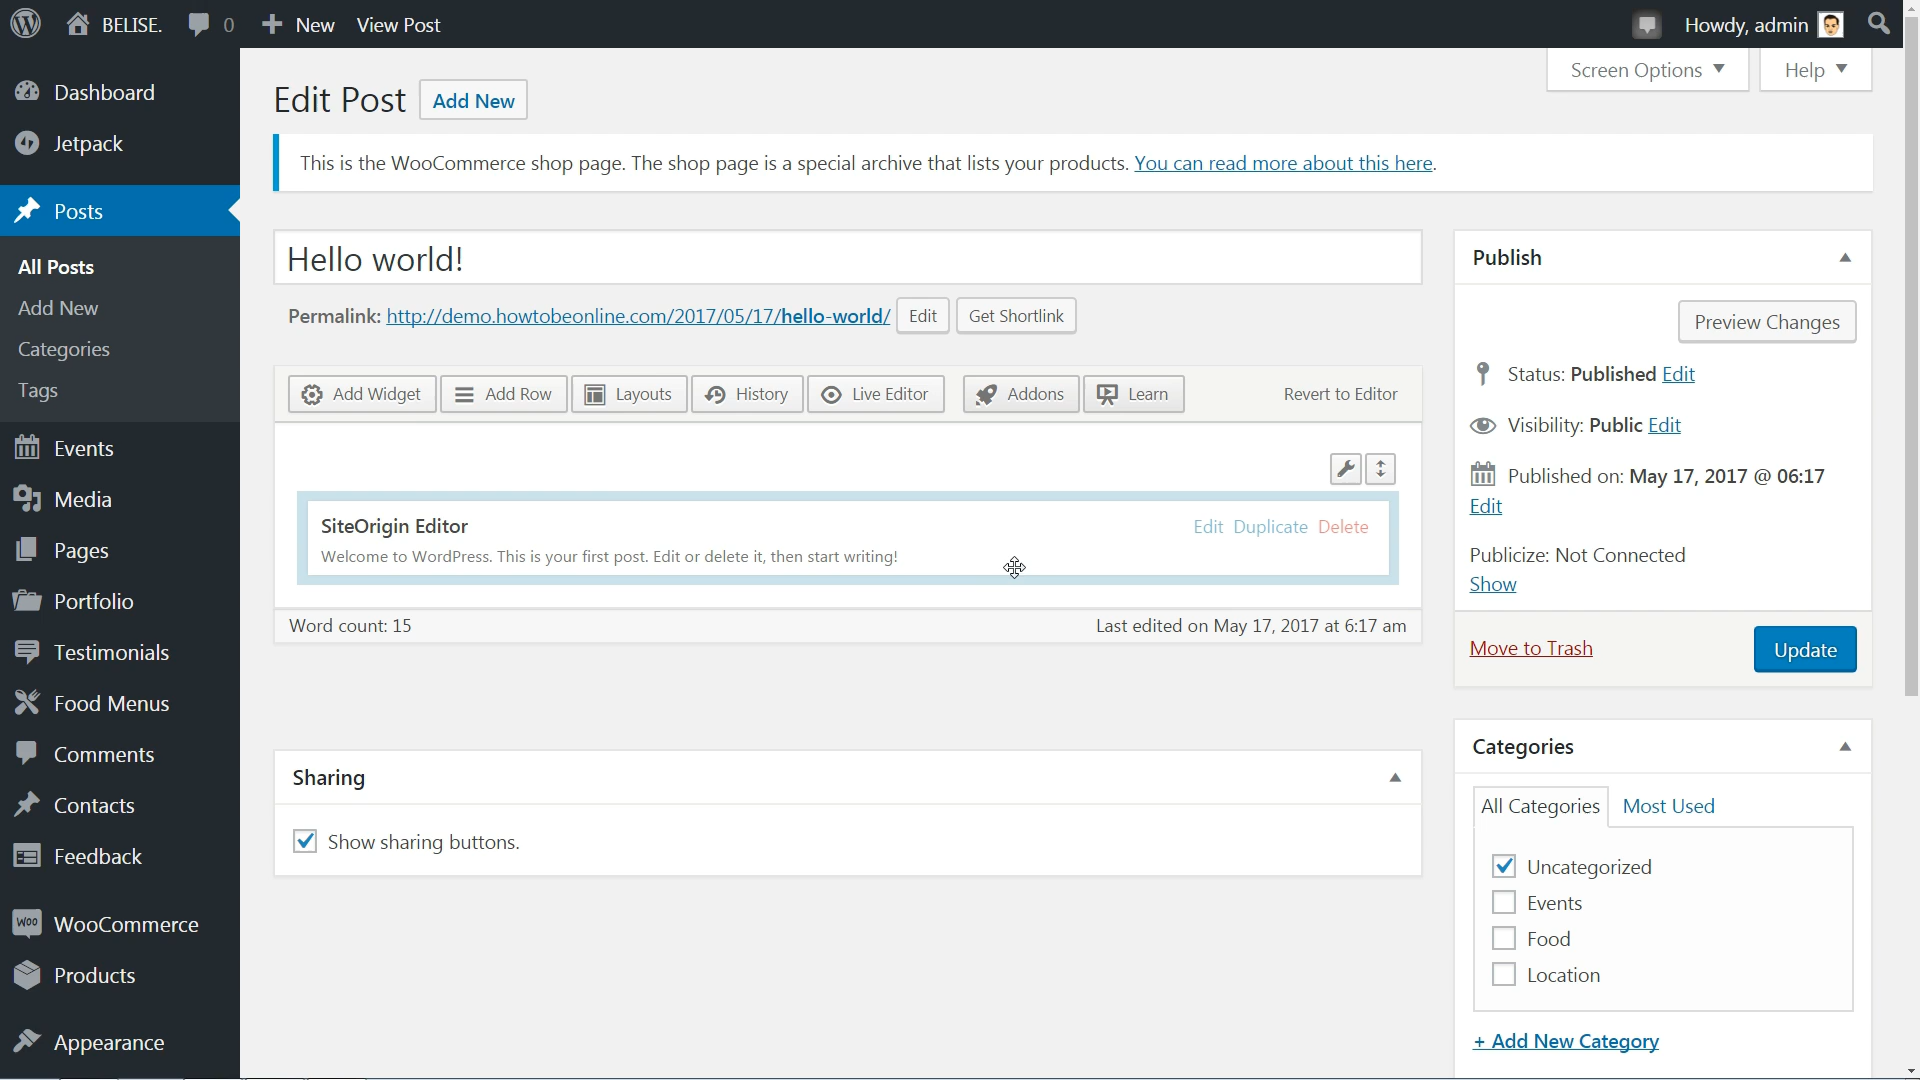 BELISE. 0 New View Post Howdy, admin
Screen Options Help
Dashboard
Jetpack
Posts
All Posts
Add New
Categories
Tags
Events
Media
Pages
Portfolio
Testimonials
Food Menus
Comments
Contacts
Feedback
Woo WooCommerce
Products
Appearance
Edit Post Add New
This is the WooCommerce shop page. The shop page is a special archive that lists your products. You can read more about this here.
Hello world!
Permalink: http://demo.howtobeonline.com/2017/05/17/hello-world/ Edit Get Shortlink
Add Widget Add Row Layouts History Live Editor Addons Learn Revert to Editor
SiteOrigin Editor Edit Duplicate Delete
Welcome to WordPress. This is your first post. Edit or delete it, then start writing!
Word count: 15 Last edited on May 17, 2017 at 6:17 am
Sharing
Show sharing buttons.
Publish
Preview Changes
Status: Published Edit
Visibility: Public Edit
Published on: May 17, 2017 @ 06:17
Edit
Publicize: Not Connected
Show
Move to Trash Update
Categories
All Categories Most Used
Uncategorized
Events
Food
Location
+ Add New Category